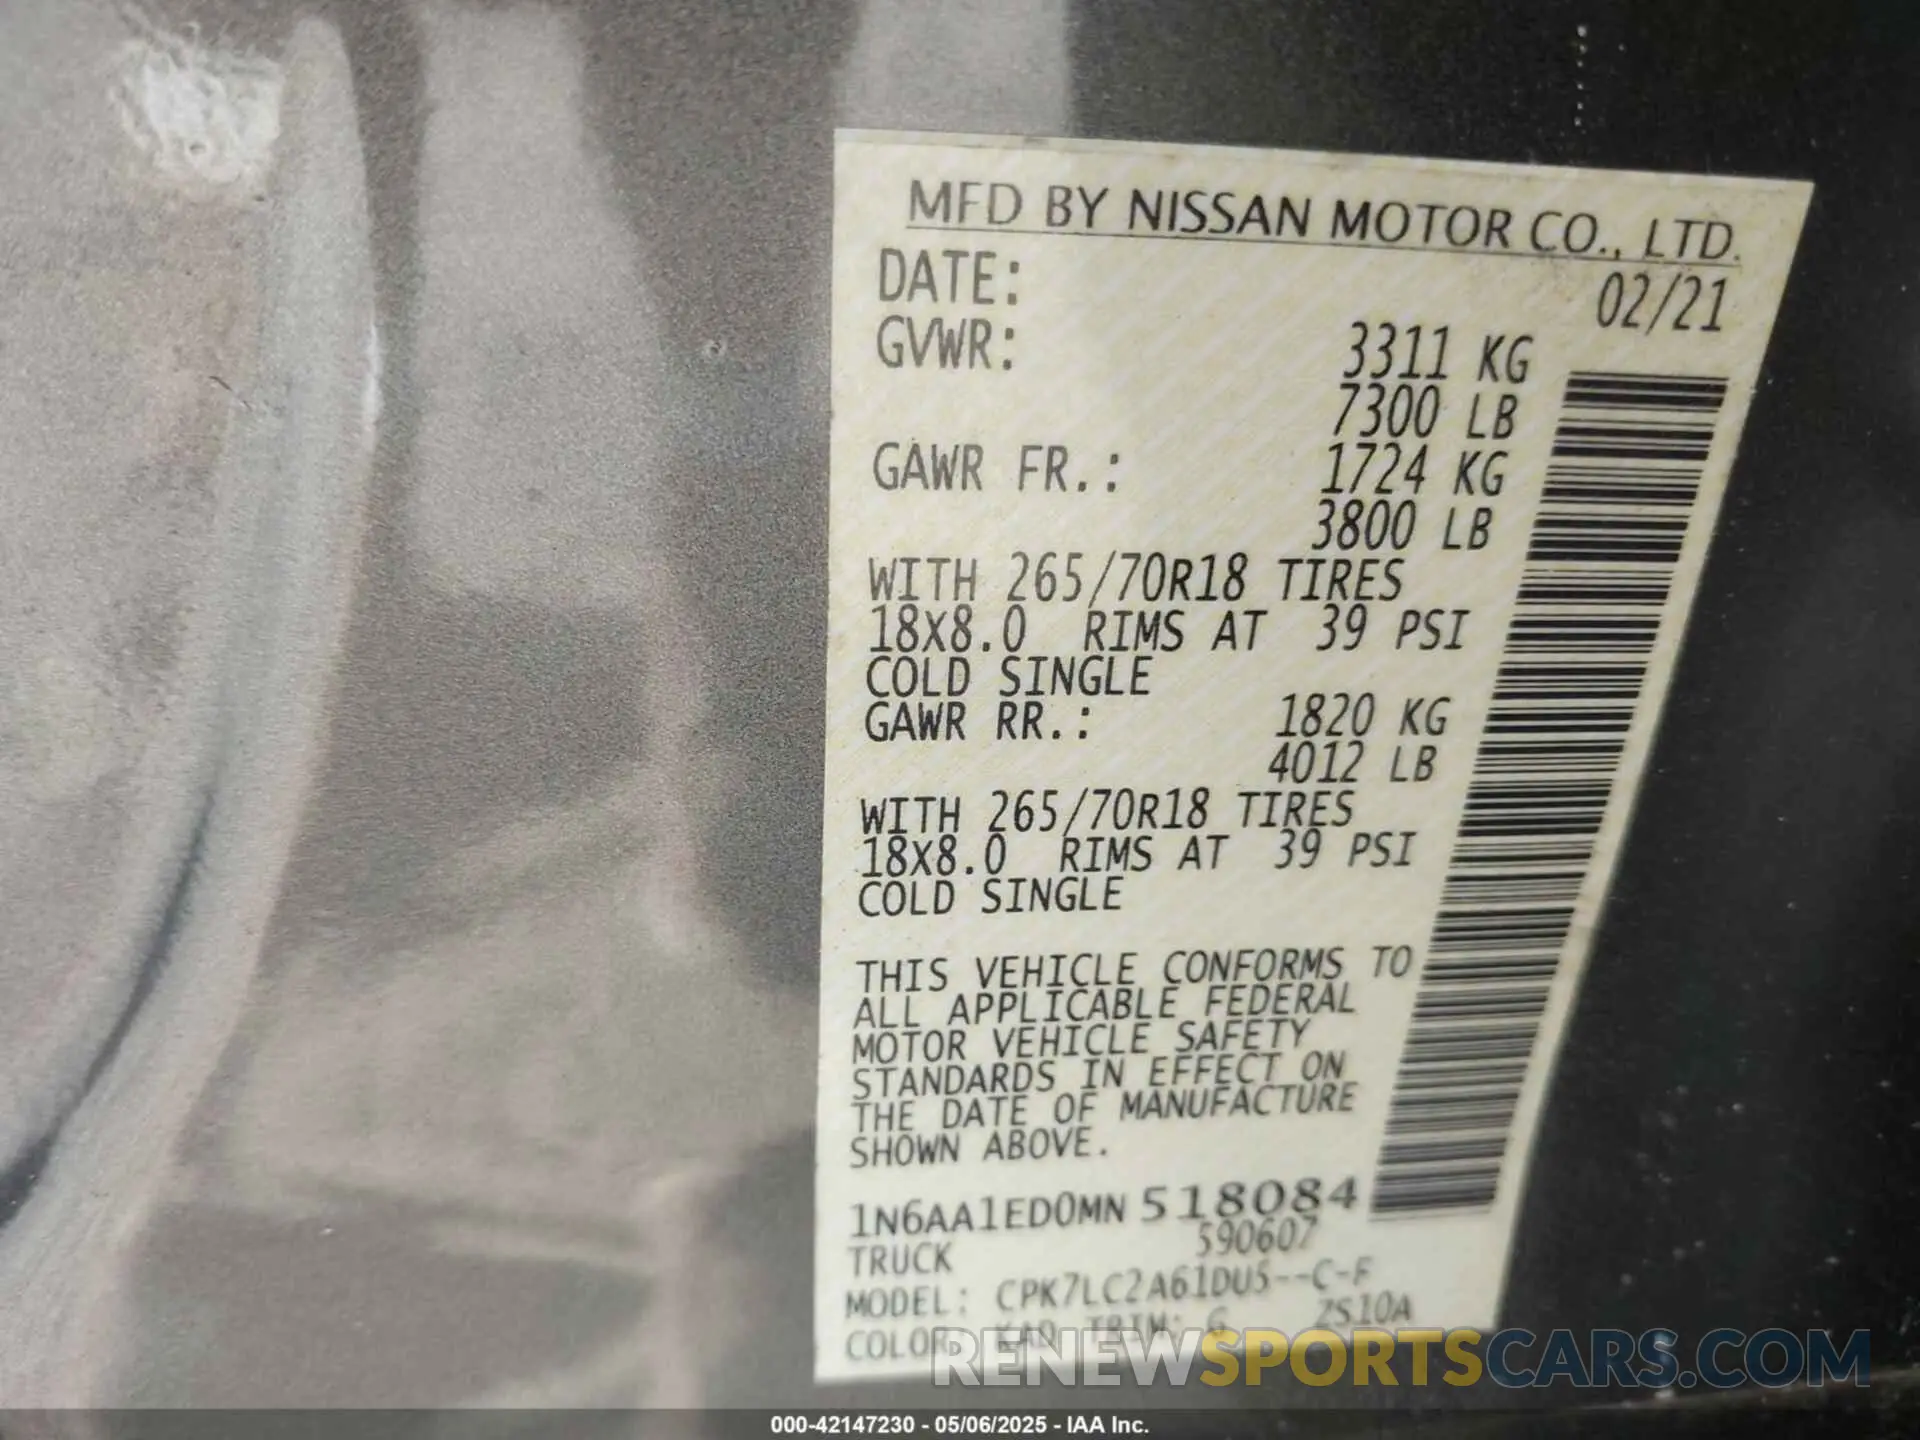 MFD BY NISSAN MOTOR CO., LTD.
DATE: 02/21
GVWR: 3311 KG
7300 LB
GAWR FR.: 1724 KG
3800 LB
WITH 265/70R18 TIRES
18X8.0 RIMS AT 39 PSI
COLD SINGLE
GAWR RR.: 1820 KG
4012 LB
WITH 265/70R18 TIRES
18X8.0 RIMS AT 39 PSI
COLD SINGLE
THIS VEHICLE CONFORMS TO
ALL APPLICABLE FEDERAL
MOTOR VEHICLE SAFETY
STANDARDS IN EFFECT ON
THE DATE OF MANUFACTURE
SHOWN ABOVE.
1N6AA1ED0MN 518084
TRUCK 590607
MODEL: CPK7LC2A61DU5--C-F
COLOR: KAD TRIM: G 2S10A
RENEWSPORTSCARS.COM
000-42147230 - 05/06/2025 - IAA Inc.